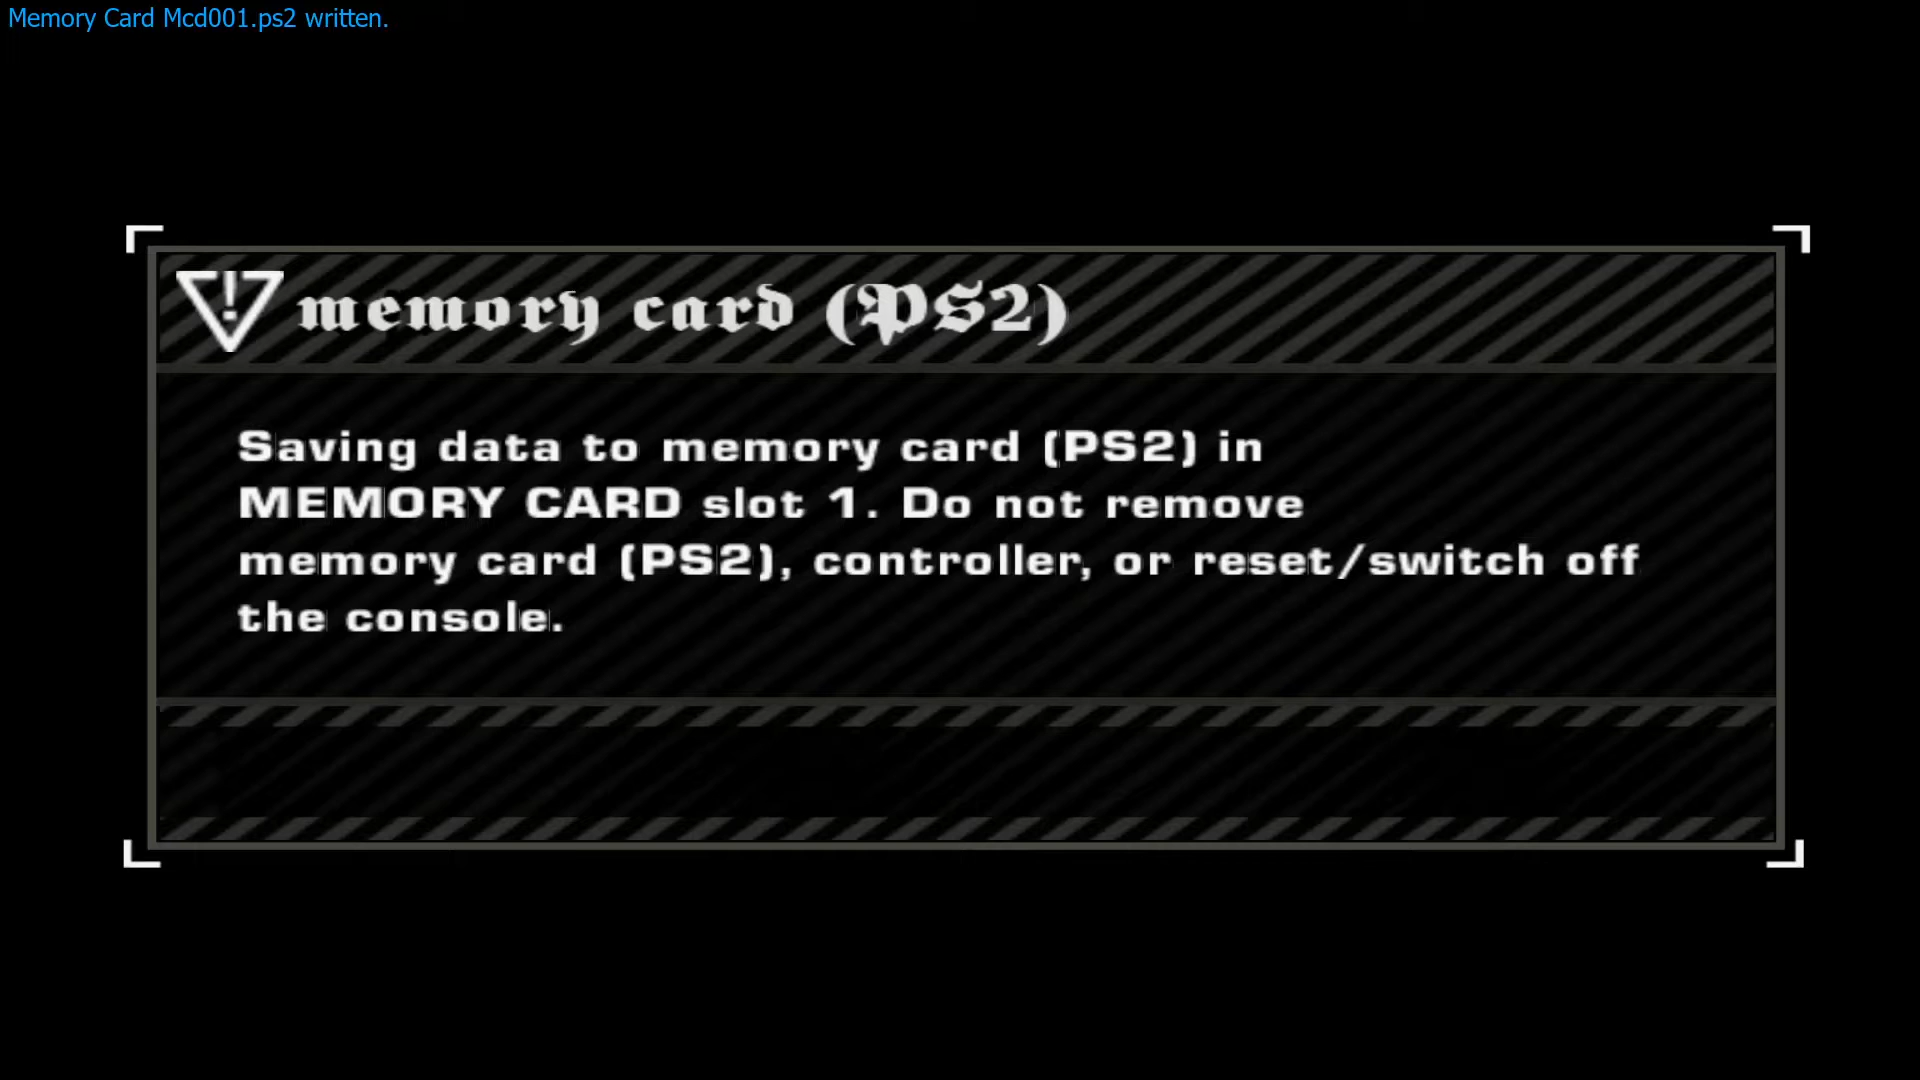 Memory Card Mcd001.ps2 written.
! memory card (PS2)
Saving data to memory card (PS2) in
MEMORY CARD slot 1. Do not remove
memory card (PS2), controller, or reset/switch off
the console.